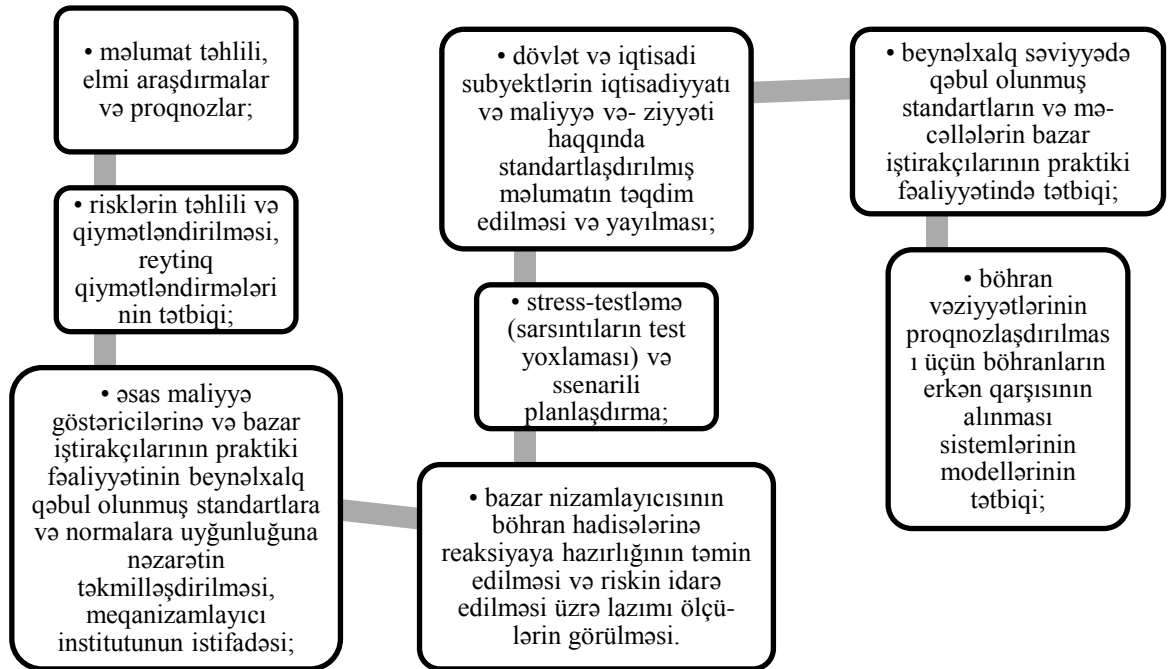 • məlumat təhlili,
elmi araşdırmalar
və proqnozlar;
• risklərin təhlili və
qiymətləndirilməsi,
reytinq
qiymətləndirmələri
nin tətbiqi;
• əsas maliyyə
göstəricilərinə və bazar
iştirakçılarının praktiki
fəaliyyətinin beynəlxalq
qəbul olunmuş standartlara
və normalara uyğunluğuna
nəzarətin
təkmilləşdirilməsi,
meqanizamlayıcı
institutunun istifadəsi;
• bazar nizamlayıcısının
böhran hadisələrinə
reaksiyaya hazırlığının təmin
edilməsi və riskin idarə
edilməsi üzrə lazımı ölçü-
lərin görülməsi.
• stress-testləmə
(sarsıntıların test
yoxlaması) və
ssenarili
planlaşdırma;
• dövlət və iqtisadi
subyektlərin iqtisadiyyatı
və maliyyə və- ziyyəti
haqqında
standartlaşdırılmış
məlumatın təqdim
edilməsi və yayılması;
• beynəlxalq səviyyədə
qəbul olunmuş
standartların və mə-
cəllələrin bazar
iştirakçılarının praktiki
fəaliyyətində tətbiqi;
• böhran
vəziyyətlərinin
proqnozlaşdırılmas
ı üçün böhranların
erkən qarşısının
alınması
sistemlərinin
modellərinin
tətbiqi;